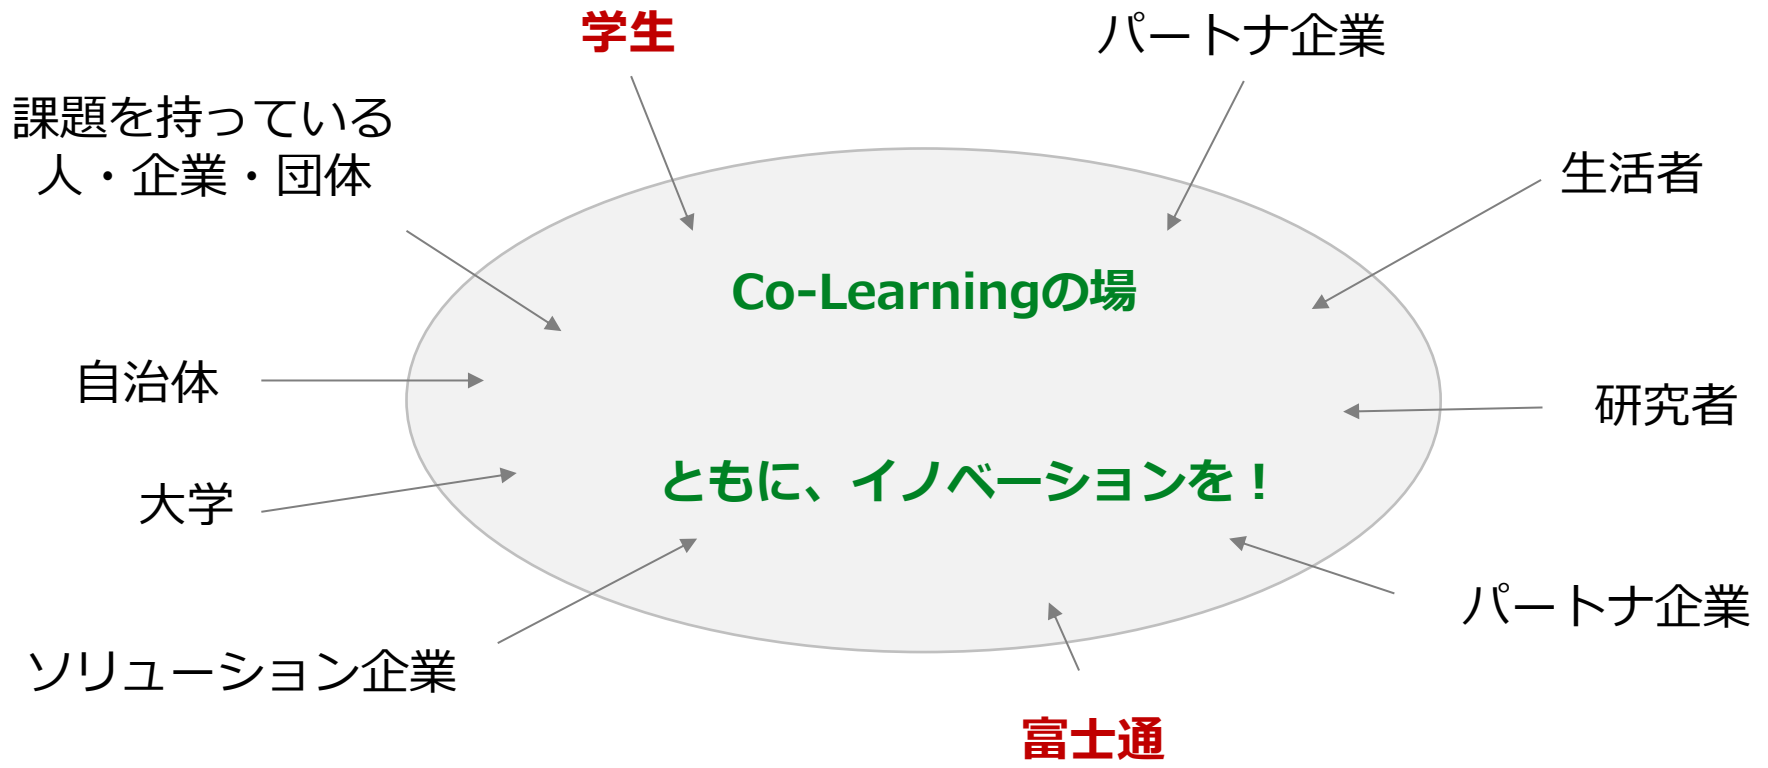 学生
パートナ企業
課題を持っている
人・企業・団体
生活者
Co-Learningの場
自治体
研究者
ともに、イノベーションを！
大学
パートナ企業
ソリューション企業
富士通